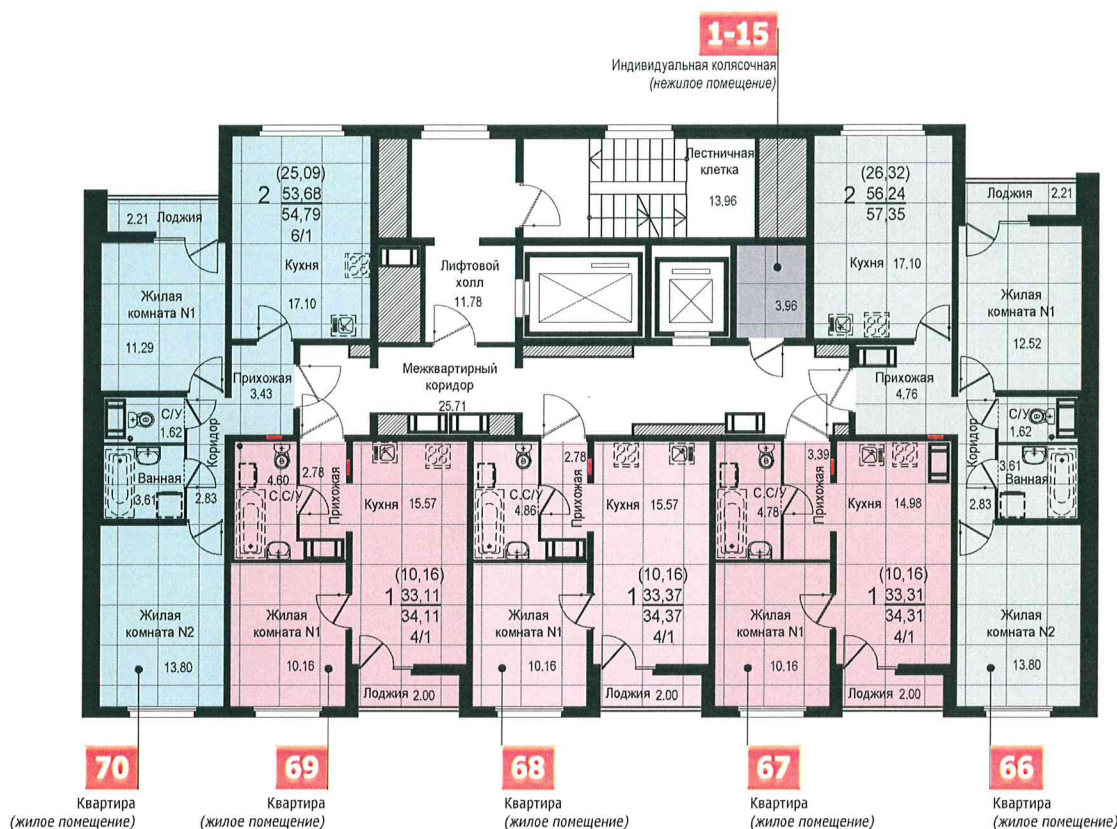 1-15
Индивидуальная колясочная
(нежилое помещение)
(25,09)
2 53,68
54,79
6/1
Кухня
17.10
2.21 Лоджия
Жилая
комната N1
11.29
Прихожая
3.43
С/У
1.62
Коридор
Ванная
3.61
2.83
Жилая
комната N2
13.80
Лифтовой
холл
11.78
Лестничная
клетка
13.96
3.96
Межквартирный
коридор
25.71
(26,32)
2 56,24
57,35
Кухня 17.10
Лоджия 2.21
Жилая
комната N1
12.52
Прихожая
4.76
С/У
1.62
Коридор
3.61
Ванная
2.83
Жилая
комната N2
13.80
4.60
С.С/У
2.78
Прихожая
Кухня 15.57
(10,16)
1 33,11
34,11
4/1
Жилая
комната N1
10.16
Лоджия 2.00
С.С/У
4.86
2.78
Прихожая
Кухня 15.57
(10,16)
1 33,37
34,37
4/1
Жилая
комната N1
10.16
Лоджия 2.00
С.С/У
4.78
3.39
Прихожая
Кухня 14.98
(10,16)
1 33,31
34,31
4/1
Жилая
комната N1
10.16
Лоджия 2.00
70
Квартира
(жилое помещение)
69
Квартира
(жилое помещение)
68
Квартира
(жилое помещение)
67
Квартира
(жилое помещение)
66
Квартира
(жилое помещение)